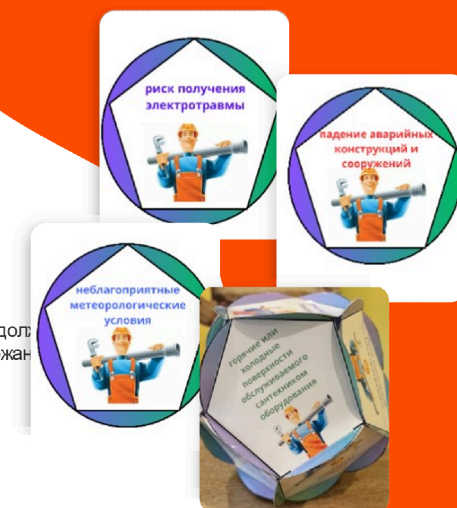 риск получения
электротравмы
падение аварийных
конструкций и
сооружений
неблагоприятные
метеорологические
условия
горячие или
холодные
поверхности
обслуживаемого
сантехником
оборудования